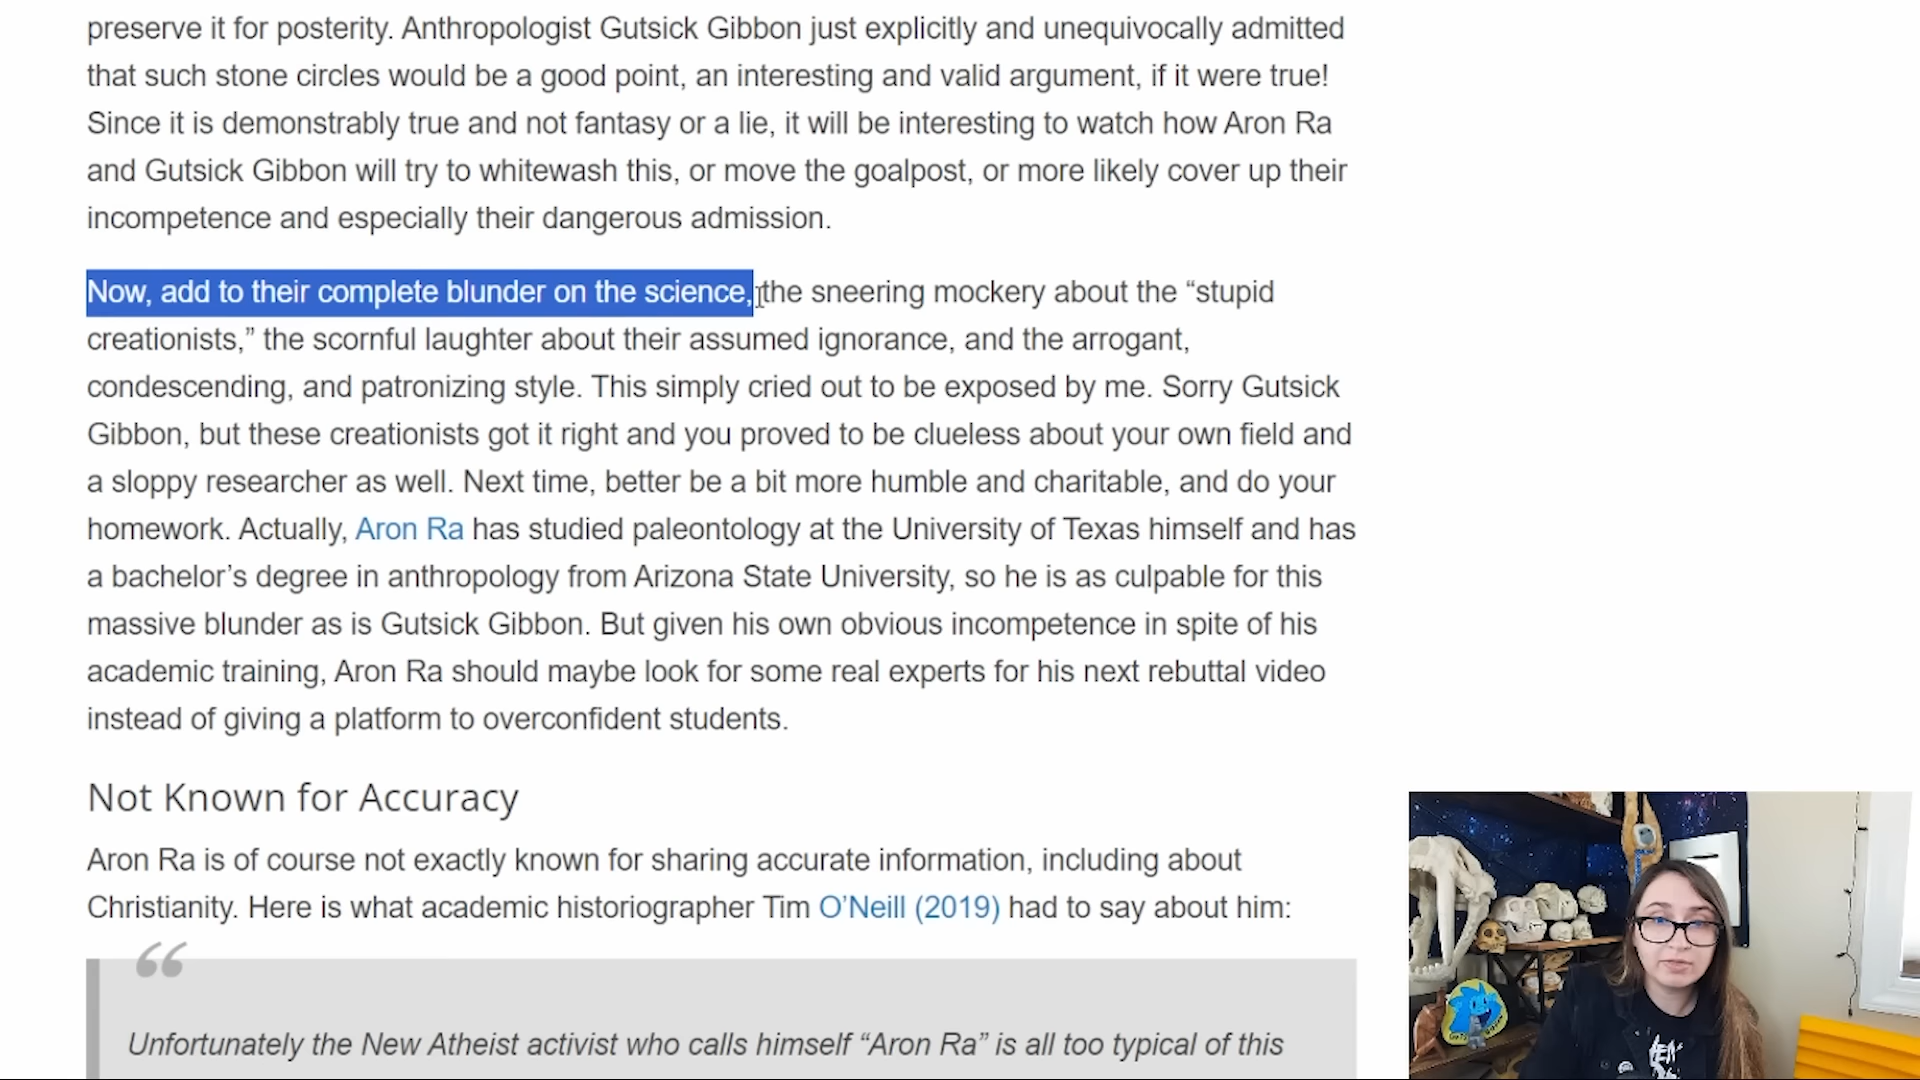 preserve it for posterity. Anthropologist Gutsick Gibbon just explicitly and unequivocally admitted
that such stone circles would be a good point, an interesting and valid argument, if it were true!
Since it is demonstrably true and not fantasy or a lie, it will be interesting to watch how Aron Ra
and Gutsick Gibbon will try to whitewash this, or move the goalpost, or more likely cover up their
incompetence and especially their dangerous admission.
Now, add to their complete blunder on the science, the sneering mockery about the “stupid
creationists,” the scornful laughter about their assumed ignorance, and the arrogant,
condescending, and patronizing style. This simply cried out to be exposed by me. Sorry Gutsick
Gibbon, but these creationists got it right and you proved to be clueless about your own field and
a sloppy researcher as well. Next time, better be a bit more humble and charitable, and do your
homework. Actually, Aron Ra has studied paleontology at the University of Texas himself and has
a bachelor’s degree in anthropology from Arizona State University, so he is as culpable for this
massive blunder as is Gutsick Gibbon. But given his own obvious incompetence in spite of his
academic training, Aron Ra should maybe look for some real experts for his next rebuttal video
instead of giving a platform to overconfident students.
Not Known for Accuracy
Aron Ra is of course not exactly known for sharing accurate information, including about
Christianity. Here is what academic historiographer Tim O’Neill (2019) had to say about him:
“
Unfortunately the New Atheist activist who calls himself “Aron Ra” is all too typical of this